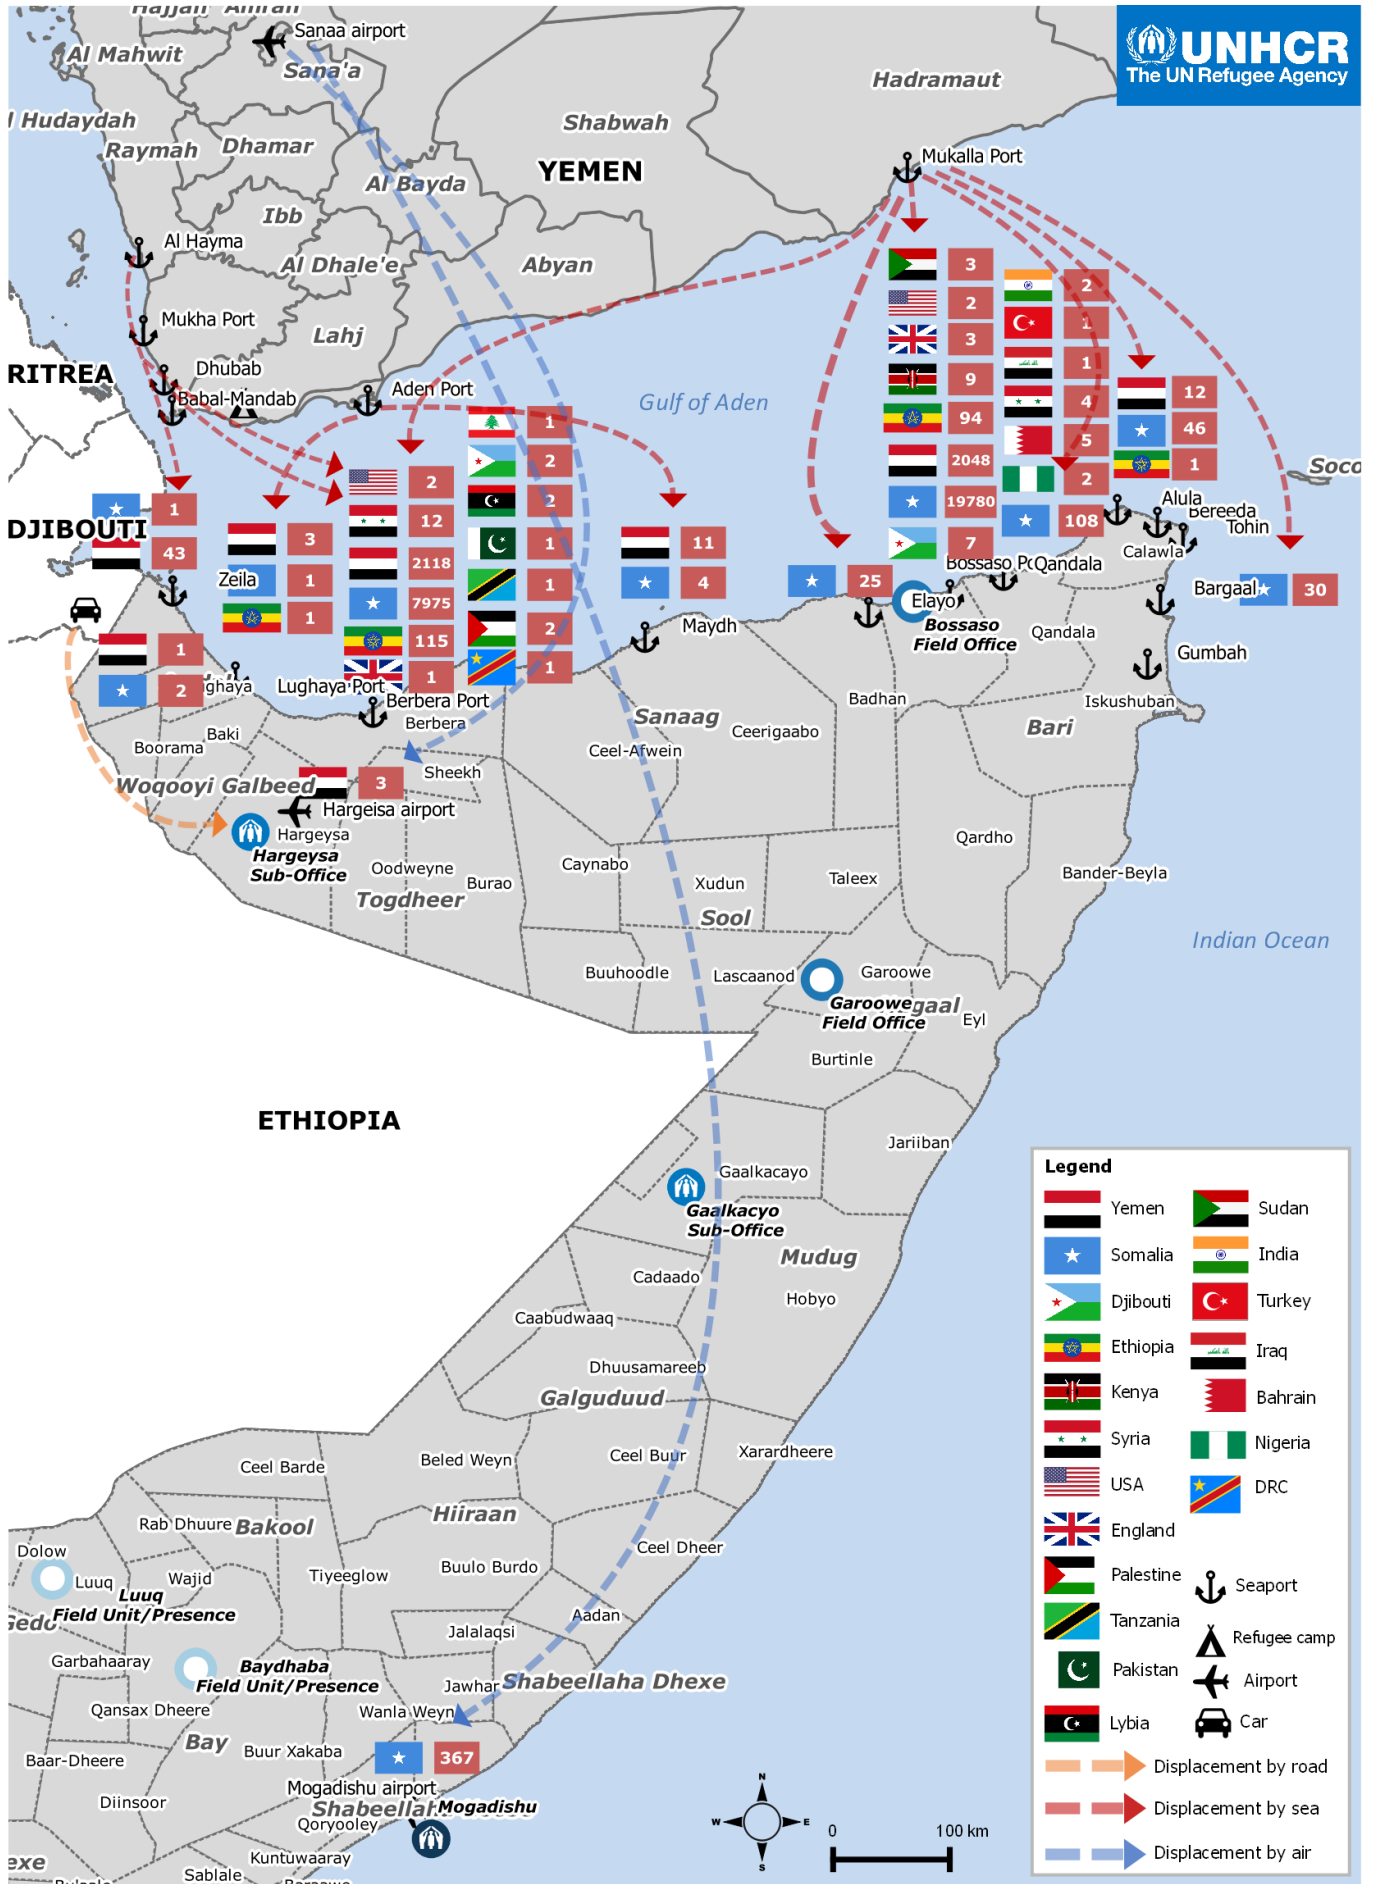 Sanaa airport
Al Mahwit
Sana'a
UNHCR
The UN Refugee Agency
Hadramaut
Hudaydah
Raymah
Dhamar
Shabwah
YEMEN
Mukalla Port
Al Bayda
Ibb
Al Hayma
Al Dhale'e
Abyan
Mukha Port
Lahj
Dhubab
RITREA
Babal-Mandab
Aden Port
Gulf of Aden
3
2
3
9
94
2048
19780
7
2
1
1
4
5
2
108
12
46
1
Soco
1
2
2
1
1
2
1
2
12
2118
7975
115
1
1
43
DJIBOUTI
3
1
1
Zeila
11
4
25
30
Alula
Bereeda
Tohin
Calawla
Bossaso Po
Qandala
Bargaal
Elayo
Bossaso
Field Office
Maydh
Qandala
Gumbah
1
2
ghaya
Lughaya Port
Berbera Port
Berbera
Badhan
Iskushuban
Sanaag
Ceerigaabo
Bari
Baki
Boorama
Ceel-Afwein
Sheekh
Woqooyi Galbeed
3
Hargeisa airport
Hargeysa
Hargeysa
Sub-Office
Qardho
Oodweyne
Burao
Caynabo
Xudun
Taleex
Bander-Beyla
Togdheer
Sool
Indian Ocean
Buuhoodle
Lascaanod
Garoowe
Garoowe
Field Office
gaal
Eyl
Burtinle
ETHIOPIA
Jariiban
Gaalkacayo
Gaalkacyo
Sub-Office
Mudug
Cadaado
Hobyo
Caabudwaaq
Dhuusamareeb
Galguduud
Xarardheere
Ceel Buur
Beled Weyn
Ceel Barde
Hiiraan
Rab Dhuure
Bakool
Ceel Dheer
Dolow
Luuq
Luuq
Field Unit/Presence
Wajid
Tiyeeglow
Buulo Burdo
Gedo
Aadan
Jalalaqsi
Garbahaaray
Baydhaba
Field Unit/Presence
Jawhar
Shabeellaha Dhexe
Qansax Dheere
Wanla Weyn
Bay
Baar-Dheere
Buur Xakaba
367
Mogadishu airport
Diinsoor
Shabeellah
Mogadishu
Qoryooley
Kuntuwaaray
exe
Sablale
N
W
E
S
0
100 km
Legend
Yemen
Somalia
Djibouti
Ethiopia
Kenya
Syria
USA
England
Palestine
Tanzania
Pakistan
Lybia
Sudan
India
Turkey
Iraq
Bahrain
Nigeria
DRC
Seaport
Refugee camp
Airport
Car
Displacement by road
Displacement by sea
Displacement by air